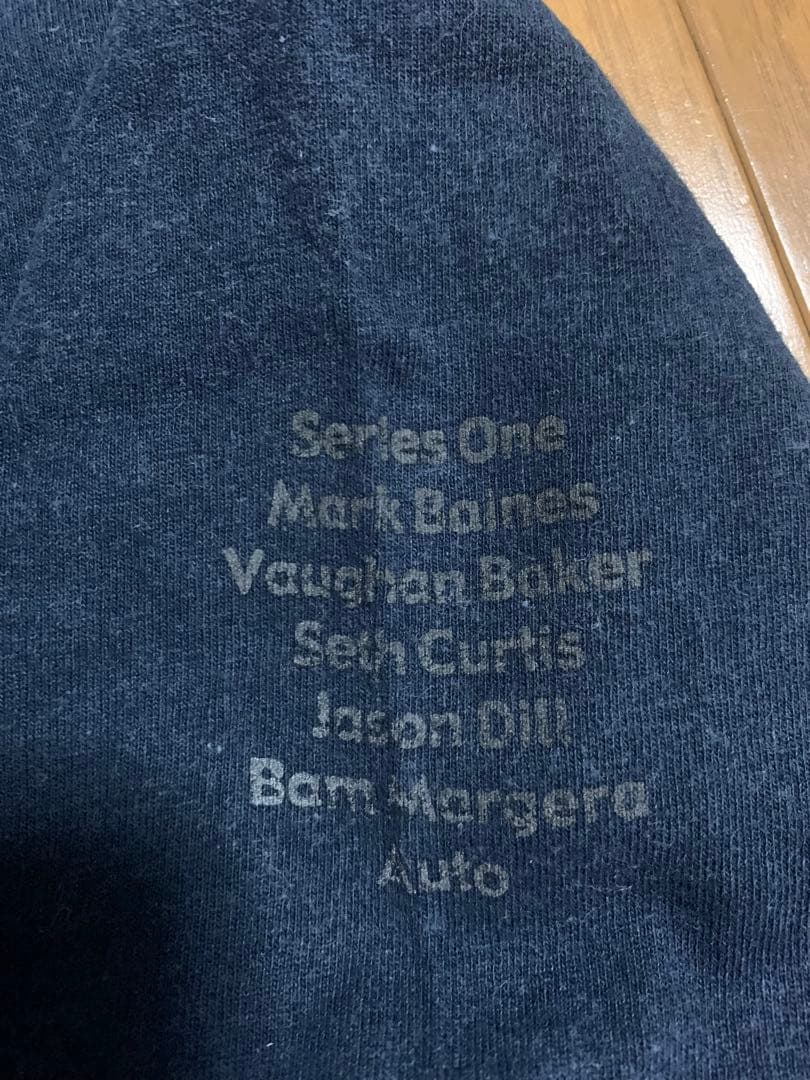 Series One
Mark Baines
Vaughan Baker
Seth Curtis
Jason Dill
Bam Margera
Auto